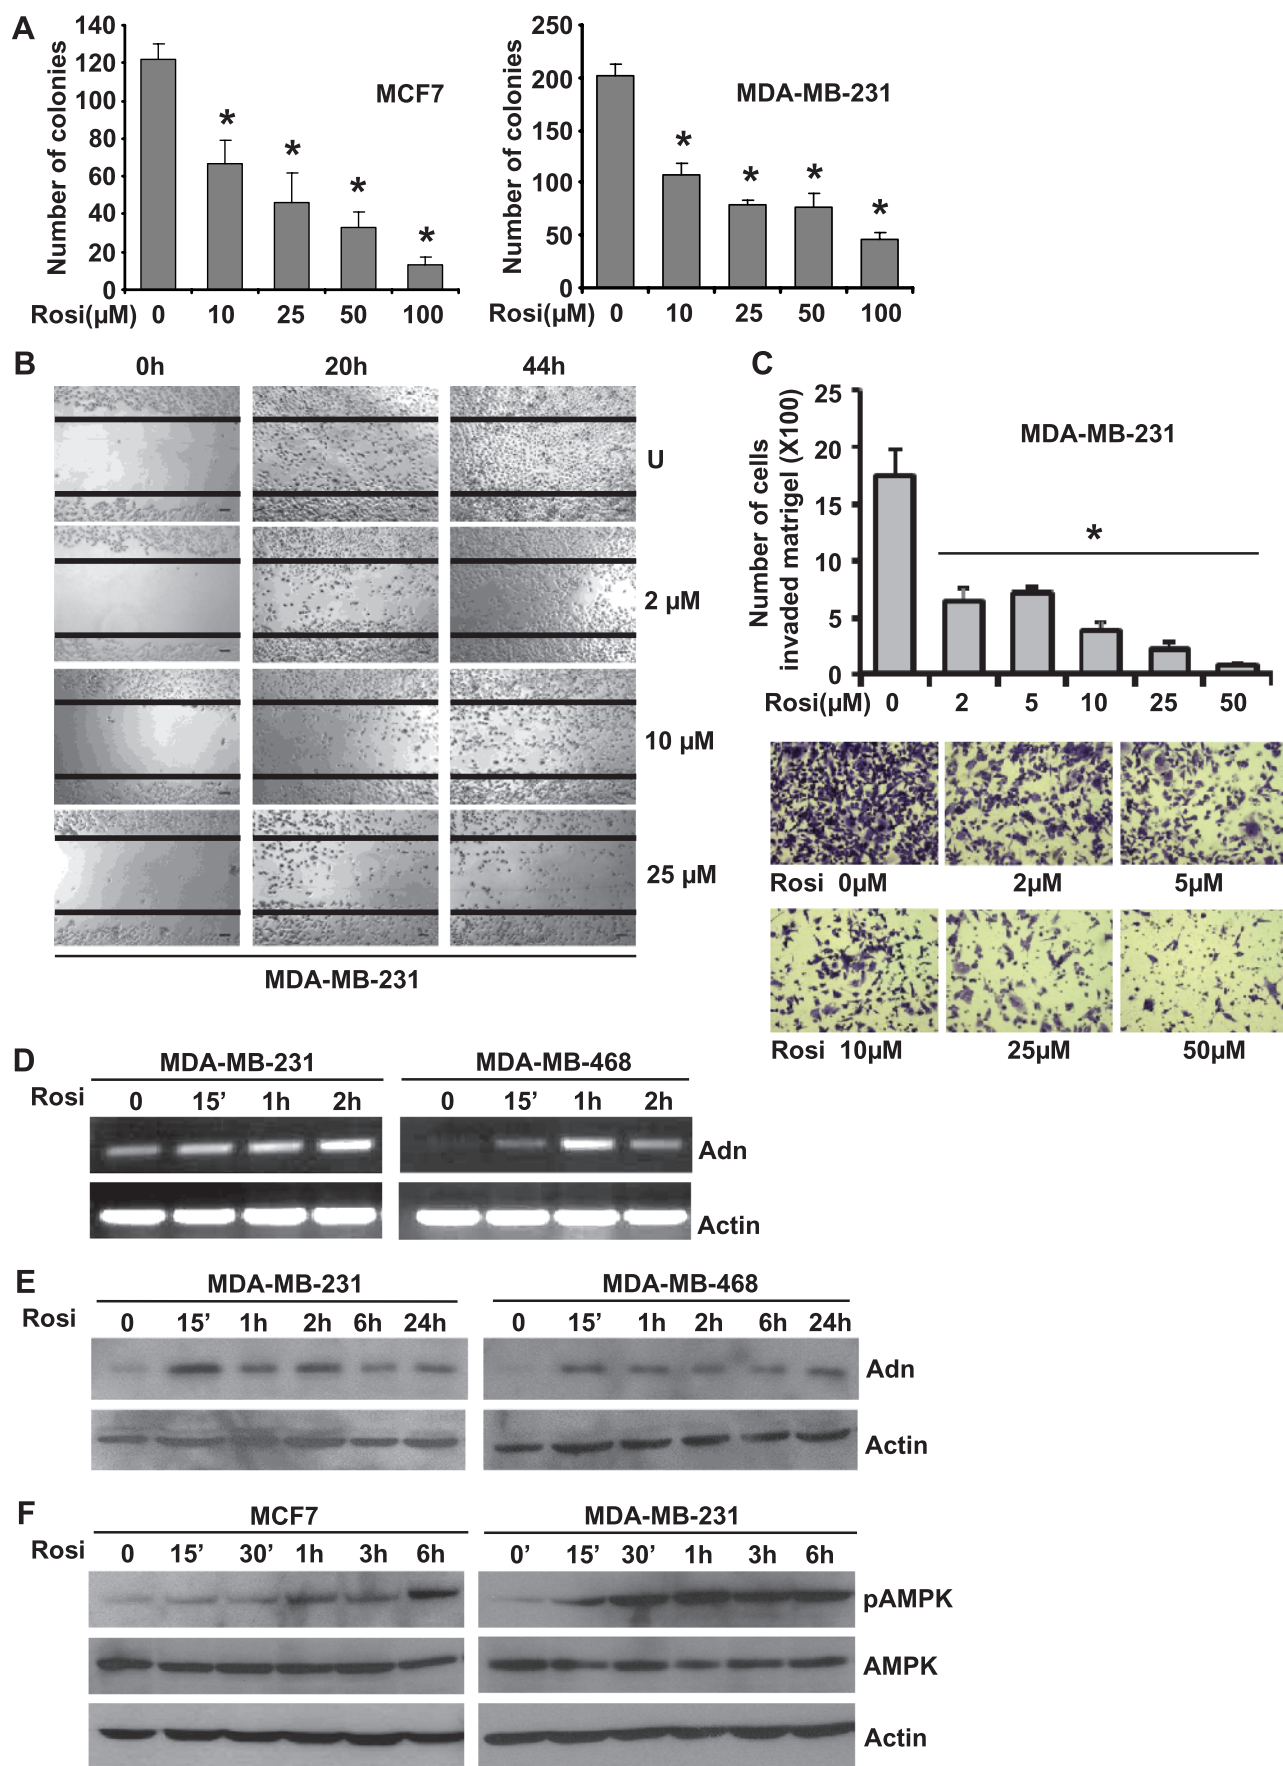 A
Number of colonies
140
120
100
80
60
40
20
0
MCF7
*
*
*
*
Rosi(µM) 0 10 25 50 100
Number of colonies
250
200
150
100
50
0
MDA-MB-231
*
*
*
*
Rosi(µM) 0 10 25 50 100
B
0h 20h 44h
U
2 µM
10 µM
25 µM
MDA-MB-231
C
Number of cells
invaded matrigel (X100)
25
20
15
10
5
0
MDA-MB-231
*
Rosi(µM) 0 2 5 10 25 50
Rosi 0µM 2µM 5µM
Rosi 10µM 25µM 50µM
D
MDA-MB-231 MDA-MB-468
Rosi 0 15’ 1h 2h 0 15’ 1h 2h
Adn
Actin
E
MDA-MB-231 MDA-MB-468
Rosi 0 15’ 1h 2h 6h 24h 0 15’ 1h 2h 6h 24h
Adn
Actin
F
MCF7 MDA-MB-231
Rosi 0 15’ 30’ 1h 3h 6h 0’ 15’ 30’ 1h 3h 6h
pAMPK
AMPK
Actin